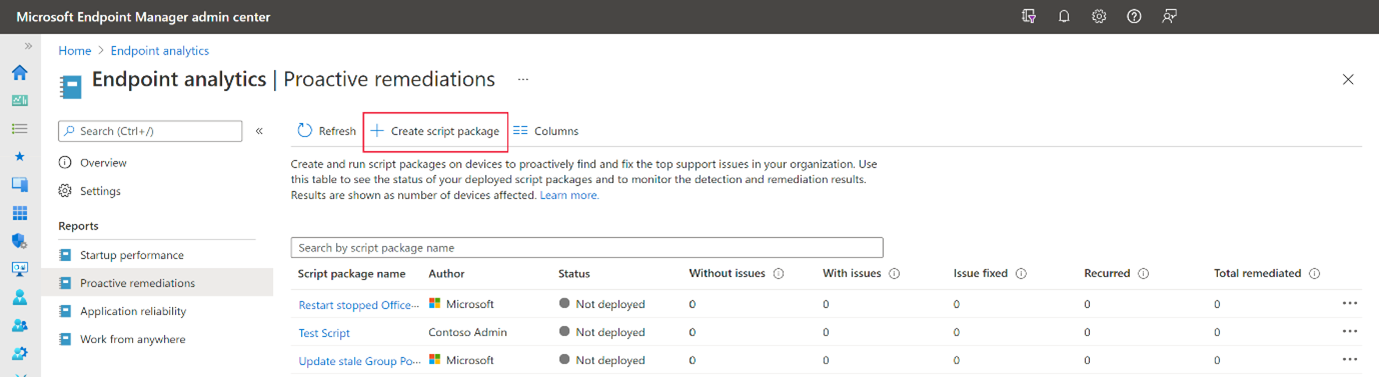 Microsoft Endpoint Manager admin center
Home > Endpoint analytics
Endpoint analytics | Proactive remediations ...
Search (Ctrl+/)
Refresh
Create script package
Columns
Overview
Settings
Create and run script packages on devices to proactively find and fix the top support issues in your organization. Use
this table to see the status of your deployed script packages and to monitor the detection and remediation results.
Results are shown as number of devices affected. Learn more.
Reports
Startup performance
Proactive remediations
Application reliability
Work from anywhere
Search by script package name
Script package name Author Status Without issues With issues Issue fixed Recurred Total remediated
Restart stopped Office... Microsoft Not deployed 0 0 0 0 0
Test Script Contoso Admin Not deployed 0 0 0 0 0
Update stale Group Po... Microsoft Not deployed 0 0 0 0 0